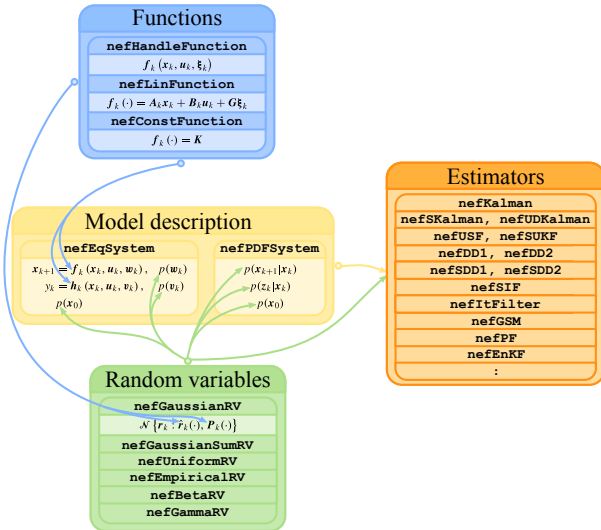 Functions
nefHandleFunction
f_k (x_k, u_k, ξ_k)
nefLinFunction
f_k (·) = A_k x_k + B_k u_k + Gξ_k
nefConstFunction
f_k (·) = K
Model description
nefEqSystem
x_{k+1} = f_k (x_k, u_k, w_k), p(w_k)
y_k = h_k (x_k, u_k, v_k), p(v_k)
p(x_0)
nefPDFSystem
p(x_{k+1}|x_k)
p(z_k|x_k)
p(x_0)
Estimators
nefKalman
nefSKalman, nefUDKalman
nefUSF, nefSUKF
nefDD1, nefDD2
nefSDD1, nefSDD2
nefSIF
nefItFilter
nefGSM
nefPF
nefEnKF
:
Random variables
nefGaussianRV
𝒩 {r_k : r̂_k(·), P_k(·)}
nefGaussianSumRV
nefUniformRV
nefEmpiricalRV
nefBetaRV
nefGammaRV